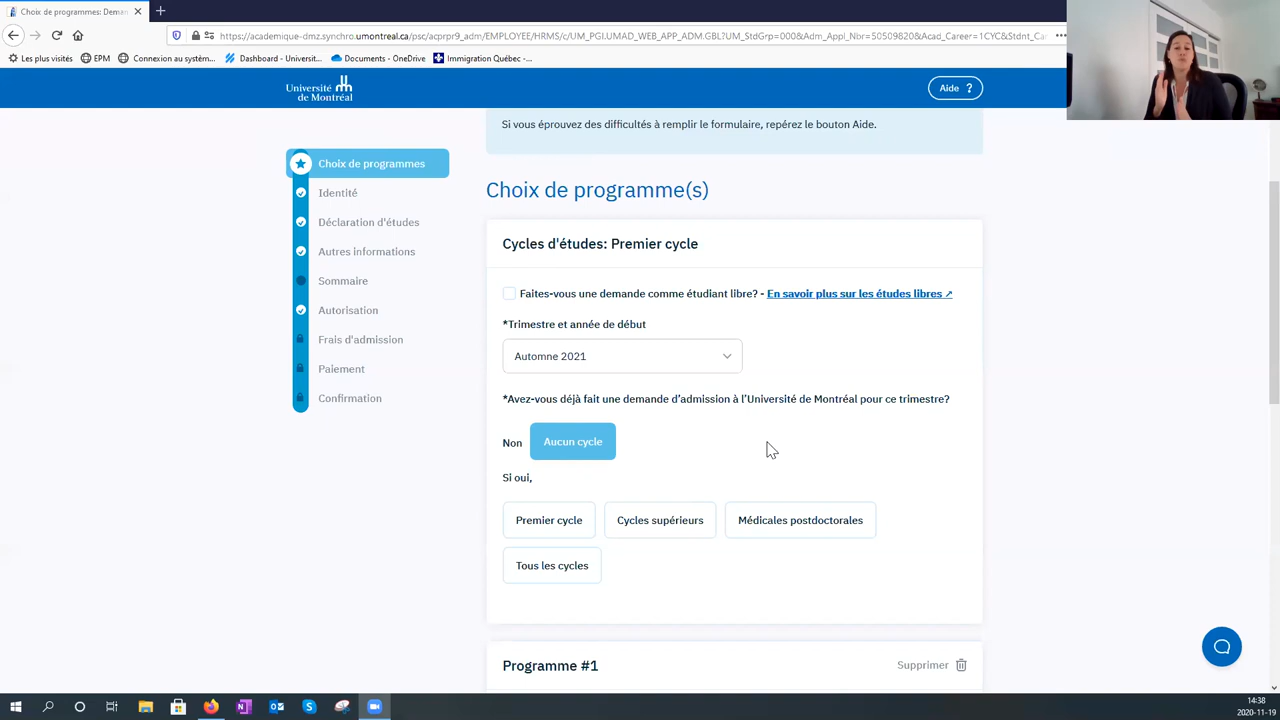 Choix de programmes: Deman
https://academique-dmz.synchro.umontreal.ca/psc/acprpr9_adm/EMPLOYEE/HRMS/c/UM_PGI.UMAD_WEB_APP_ADM.GBL?UM_StdGrp=000&Adm_Appl_Nbr=50509820&Acad_Career=1CYC&Stdnt_Ca
Les plus visités
EPM
Connexion au systèm...
Dashboard - Universit...
Documents - OneDrive
Immigration Québec -...
Université
de Montréal
Aide ?
Si vous éprouvez des difficultés à remplir le formulaire, repérez le bouton Aide.
Choix de programmes
Identité
Déclaration d'études
Autres informations
Sommaire
Autorisation
Frais d'admission
Paiement
Confirmation
Choix de programme(s)
Cycles d'études: Premier cycle
Faites-vous une demande comme étudiant libre? - En savoir plus sur les études libres ↗
*Trimestre et année de début
Automne 2021
*Avez-vous déjà fait une demande d'admission à l'Université de Montréal pour ce trimestre?
Non Aucun cycle
Si oui,
Premier cycle Cycles supérieurs Médicales postdoctorales
Tous les cycles
Programme #1 Supprimer
14:38
2020-11-19